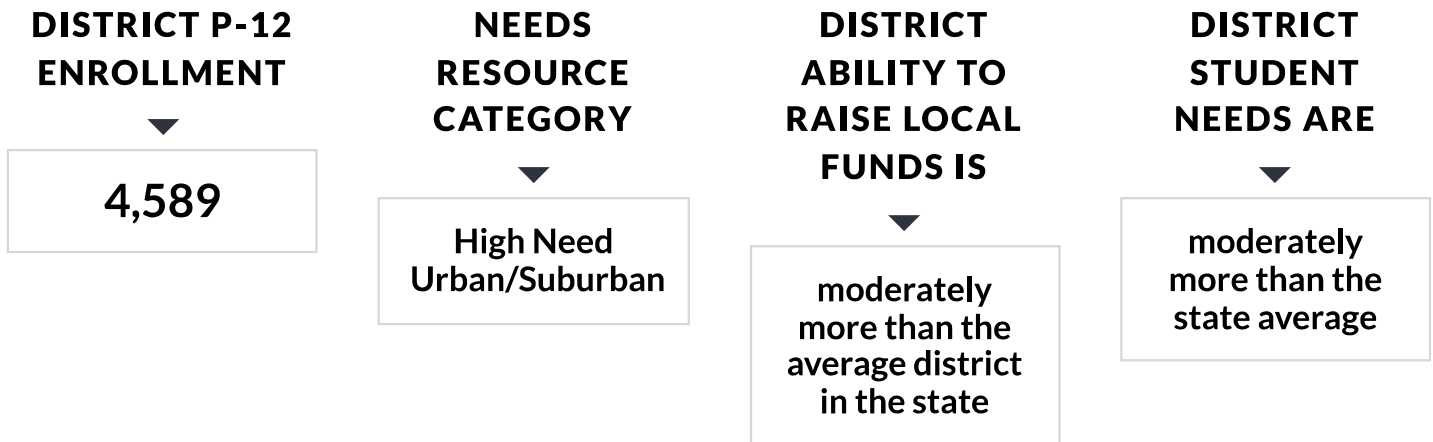 DISTRICT P-12
ENROLLMENT
4,589
NEEDS
RESOURCE
CATEGORY
High Need
Urban/Suburban
DISTRICT
ABILITY TO
RAISE LOCAL
FUNDS IS
moderately
more than the
average district
in the state
DISTRICT
STUDENT
NEEDS ARE
moderately
more than the
state average